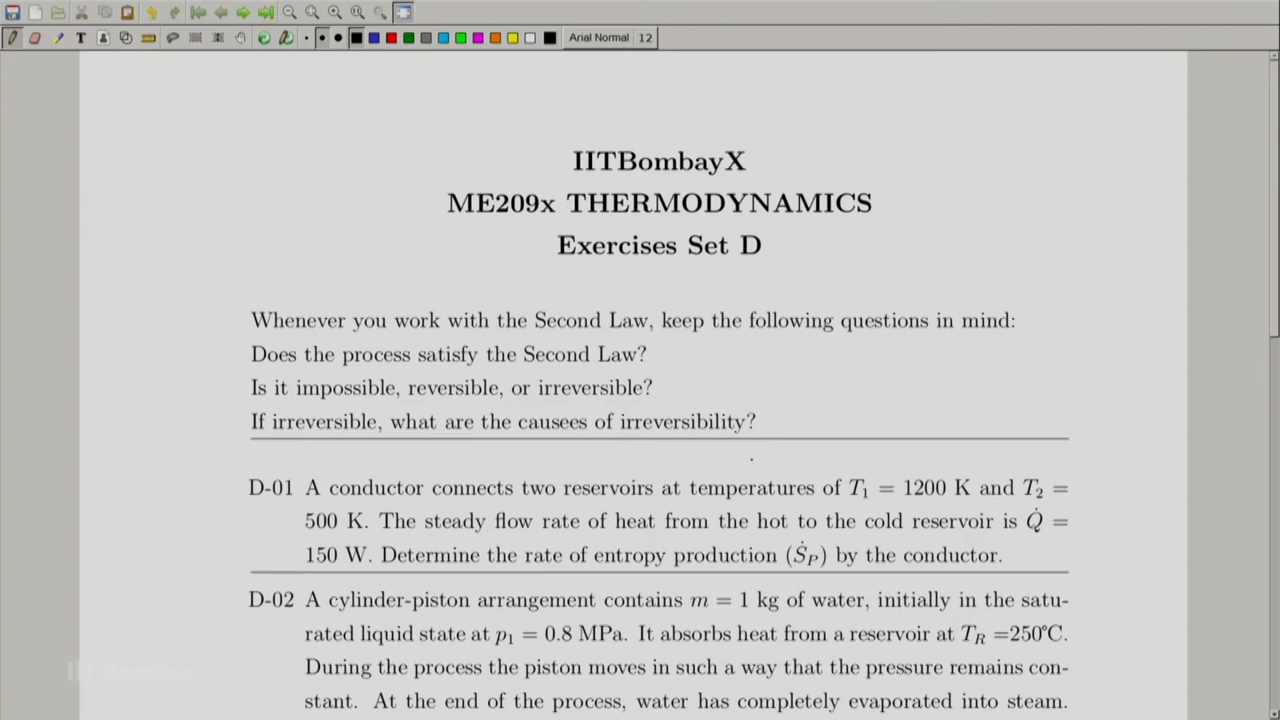 T
Arial Normal 12
IITBombayX
ME209x THERMODYNAMICS
Exercises Set D
Whenever you work with the Second Law, keep the following questions in mind:
Does the process satisfy the Second Law?
Is it impossible, reversible, or irreversible?
If irreversible, what are the causees of irreversibility?
D-01 A conductor connects two reservoirs at temperatures of T₁ = 1200 K and T₂ =
500 K. The steady flow rate of heat from the hot to the cold reservoir is Q̇ =
150 W. Determine the rate of entropy production (Ṡ_P) by the conductor.
D-02 A cylinder-piston arrangement contains m = 1 kg of water, initially in the satu-
rated liquid state at p₁ = 0.8 MPa. It absorbs heat from a reservoir at T_R =250℃.
During the process the piston moves in such a way that the pressure remains con-
stant. At the end of the process, water has completely evaporated into steam.
IIT Bombay